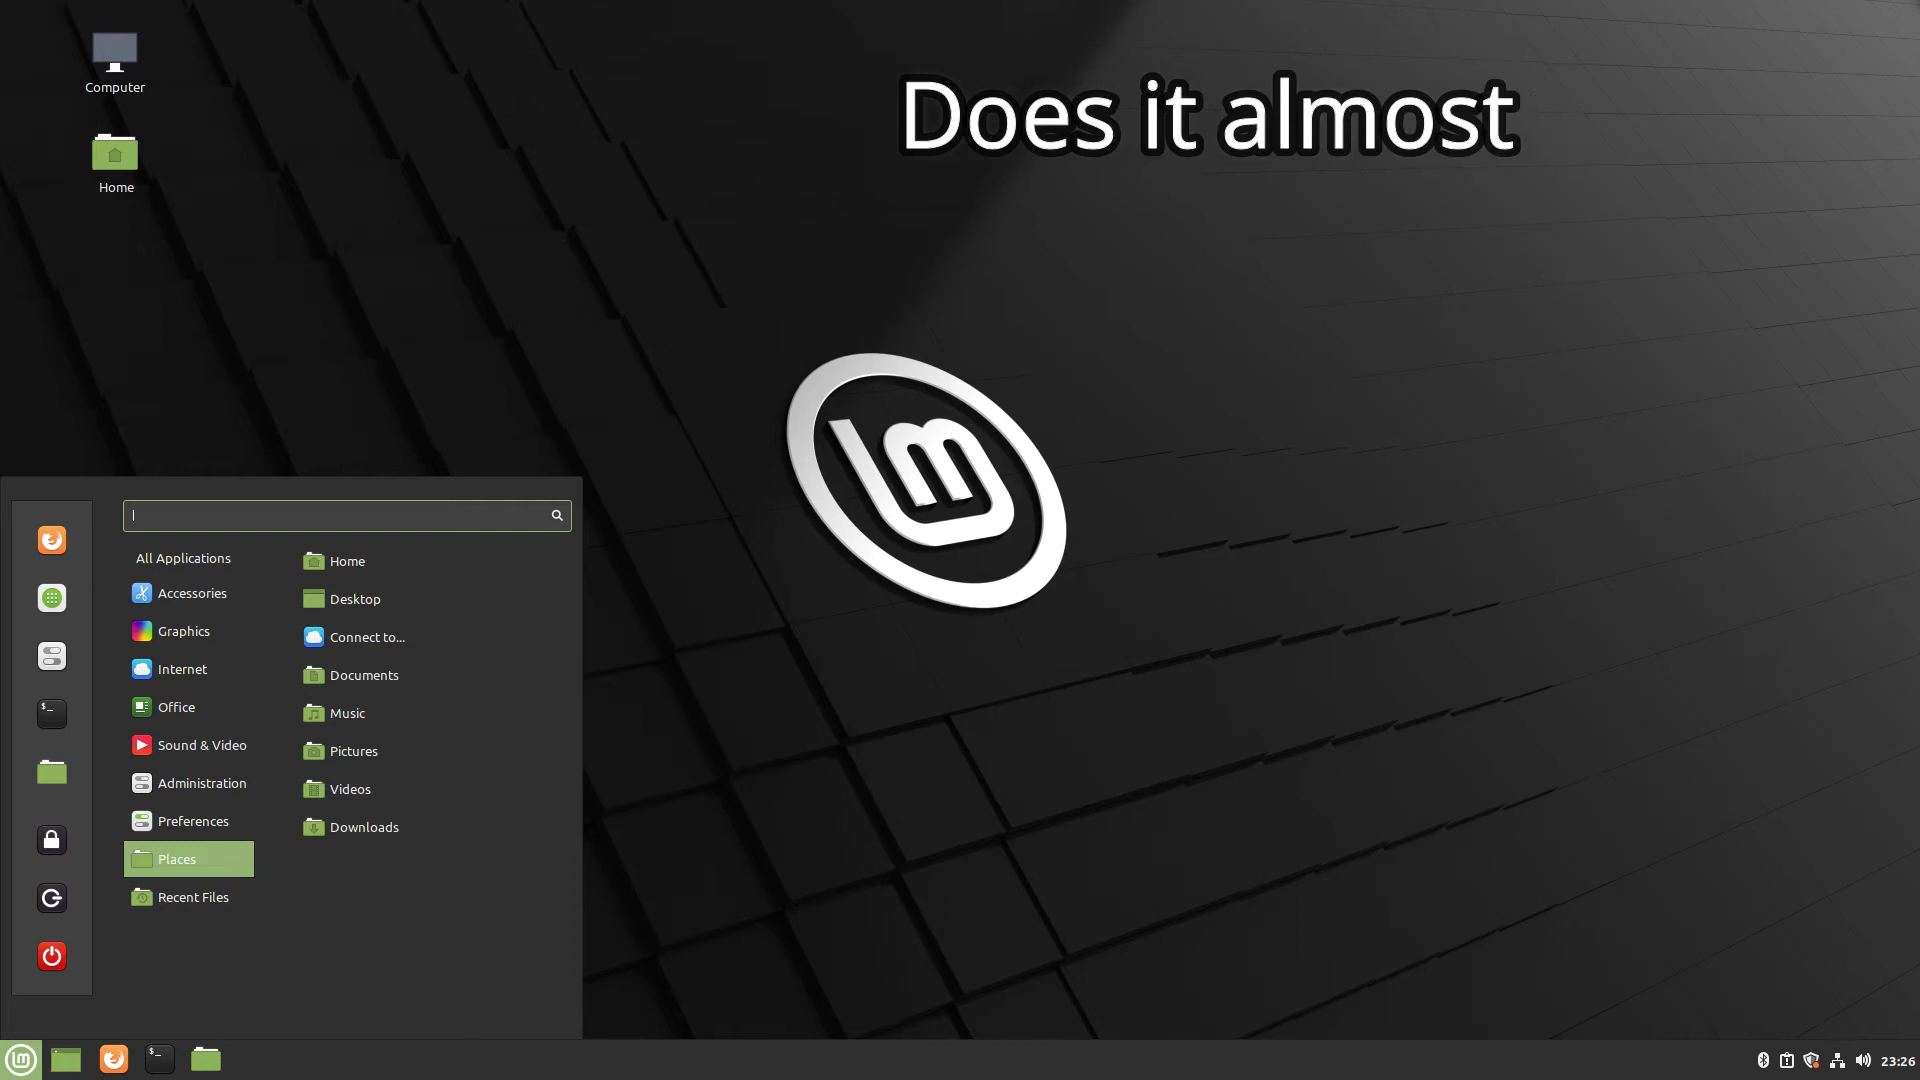 Computer
Does it almost
Home
All Applications
Accessories
Graphics
Internet
Office
Sound & Video
Administration
Preferences
Places
Recent Files
Home
Desktop
Connect to...
Documents
Music
Pictures
Videos
Downloads
23:26